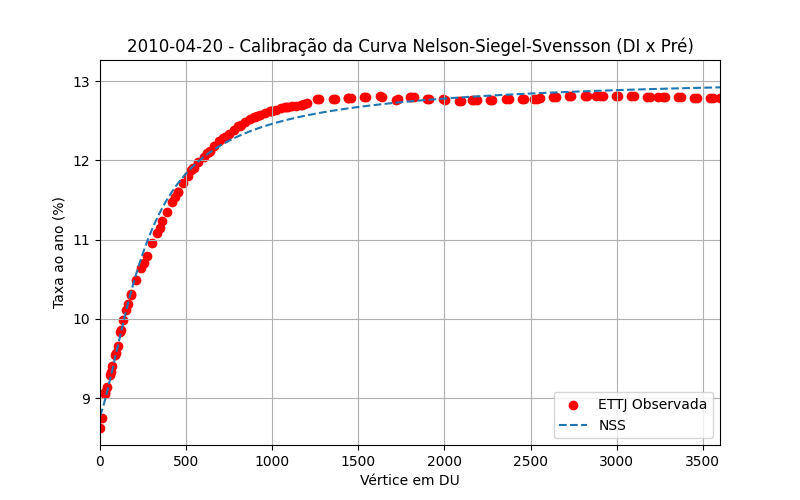 2010-04-20 - Calibração da Curva Nelson-Siegel-Svensson (DI x Pré)
Taxa ao ano (%)
13
12
11
10
9
0 500 1000 1500 2000 2500 3000 3500
Vértice em DU
ETTJ Observada
NSS